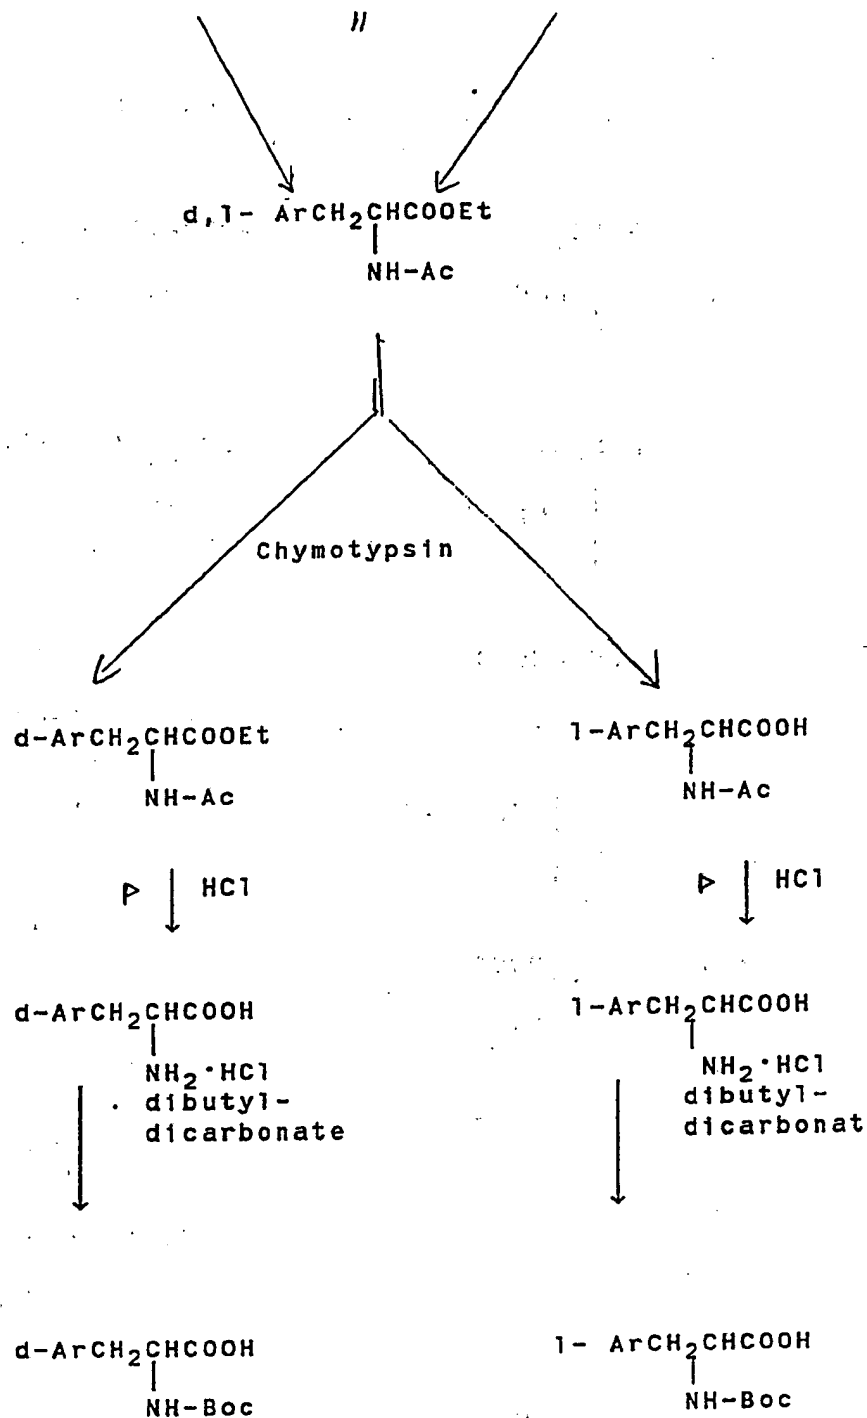 "
d,l- ArCH2CHCOOEt
NH-Ac
Chymotypsin
d-ArCH2CHCOOEt
NH-Ac
l-ArCH2CHCOOH
NH-Ac
HCl
HCl
d-ArCH2CHCOOH
NH2·HCl
dibutyl-
dicarbonate
l-ArCH2CHCOOH
NH2·HCl
dibutyl-
dicarbonat
d-ArCH2CHCOOH
NH-Boc
l- ArCH2CHCOOH
NH-Boc